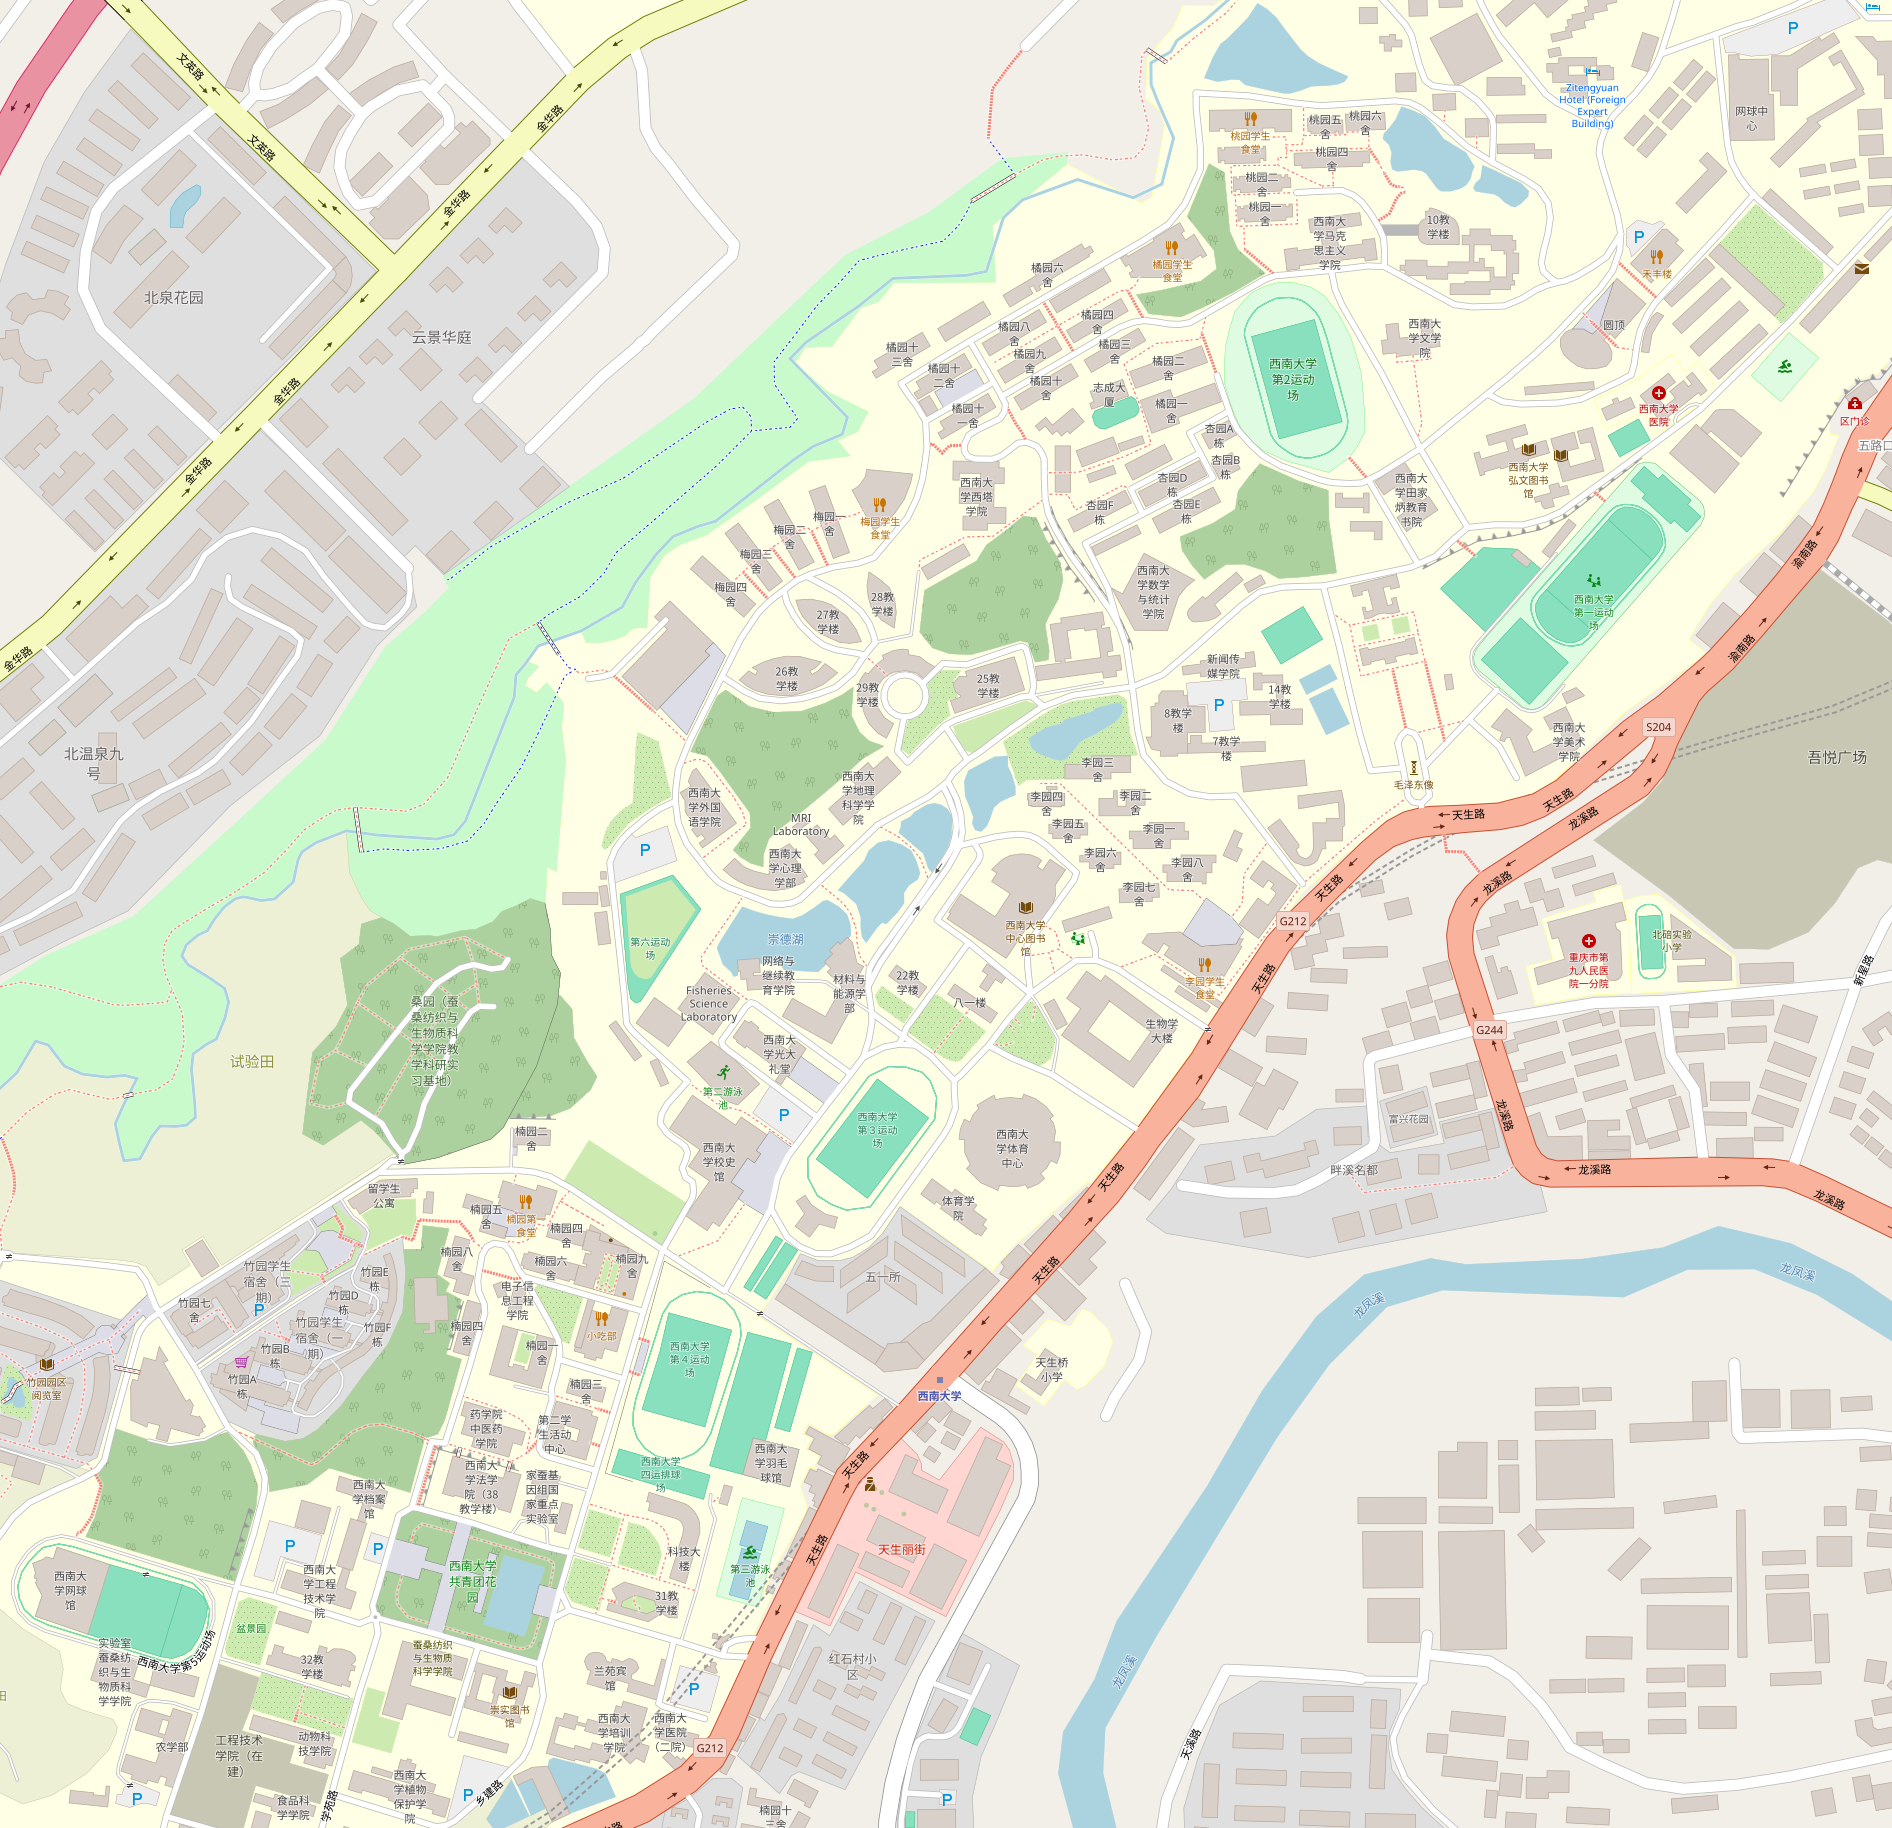 文英路
文英路
金华路
金华路
金华路
金华路
金华路
北泉花园
云景华庭
北温泉九
号
Zitengyuan
Hotel (Foreign
Expert
Building)
网球中
心
桃园学生
食堂
桃园五
舍
桃园六
舍
桃园四
舍
桃园二
舍
桃园一
舍
西南大
学马克
思主义
学院
10教
学楼
禾丰楼
圆顶
橘园学生
食堂
橘园六
舍
橘园四
舍
橘园八
舍
橘园三
舍
橘园九
舍
橘园二
舍
橘园十
三舍
橘园十
二舍
橘园十
舍
橘园十
一舍
橘园一
舍
志成大
厦
西南大学
第2运动
场
西南大
学文学
院
西南大学
医院
区门诊
五路口
西南大学
弘文图书
馆
杏园A
栋
杏园B
栋
杏园D
栋
杏园E
栋
杏园F
栋
西南大
学田家
炳教育
书院
西南大
学西塔
学院
梅园学生
食堂
梅园一
舍
梅园二
舍
梅园三
舍
梅园四
舍
西南大
学数学
与统计
学院
西南大学
第一运动
场
渝南路
渝南路
28教
学楼
27教
学楼
26教
学楼
29教
学楼
25教
学楼
新闻传
媒学院
14教
学楼
8教学
楼
7教学
楼
西南大
学美术
学院
S204
吾悦广场
毛泽东像
天生路
天生路
龙溪路
龙溪路
西南大
学外国
语学院
西南大
学地理
科学学
院
MRI
Laboratory
西南大
学心理
学部
李园三
舍
李园四
舍
李园二
舍
李园五
舍
李园一
舍
李园六
舍
李园八
舍
李园七
舍
天生路
G212
西南大学
中心图书
馆
李园学生
食堂
天生路
第六运动
场
崇德湖
网络与
继续教
育学院
材料与
能源学
部
22教
学楼
八一楼
生物学
大楼
重庆市第
九人民医
院一分院
北碚实验
小学
新星路
G244
Fisheries
Science
Laboratory
西南大
学光大
礼堂
第二游泳
池
桑园（蚕
桑纺织与
生物质科
学学院教
学科研实
习基地）
试验田
西南大学
第３运动
场
西南大
学体育
中心
西南大
学校史
馆
体育学
院
富兴花园
畔溪名都
龙溪路
龙溪路
龙溪路
天生路
天生路
楠园二
舍
留学生
公寓
楠园五
舍
楠园第一
食堂
楠园四
舍
楠园八
舍
楠园六
舍
楠园九
舍
电子信
息工程
学院
小吃部
楠园四
舍
楠园一
舍
楠园三
舍
五一所
竹园学生
宿舍（三
期）
竹园七
舍
竹园E
栋
竹园D
栋
竹园F
栋
竹园学生
宿舍（一
期）
竹园B
栋
竹园A
栋
竹园园区
阅览室
西南大学
第４运动
场
天生桥
小学
西南大学
龙凤溪
龙凤溪
龙凤溪
药学院
中医药
学院
第二学
生活动
中心
西南大
学羽毛
球馆
西南大学
四运排球
场
天生路
西南大
学法学
院（38
教学楼）
家蚕基
因组国
家重点
实验室
西南大
学档案
馆
西南大
学工程
技术学
院
西南大学
共青团花
园
科技大
楼
第三游泳
池
天生路
天生丽街
31教
学楼
西南大
学网球
馆
西南大学第5运动场
实验室
蚕桑纺
织与生
物质科
学学院
盆景园
32教
学楼
蚕桑纺织
与生物质
科学学院
崇实图书
馆
兰苑宾
馆
西南大
学培训
学院
西南大
学医院
（二院）
G212
红石村小
区
农学部
工程技术
学院（在
建）
动物科
技学院
食品科
学学院
学苑路
西南大
学植物
保护学
院
乡建路
楠园十
三舍
天溪路